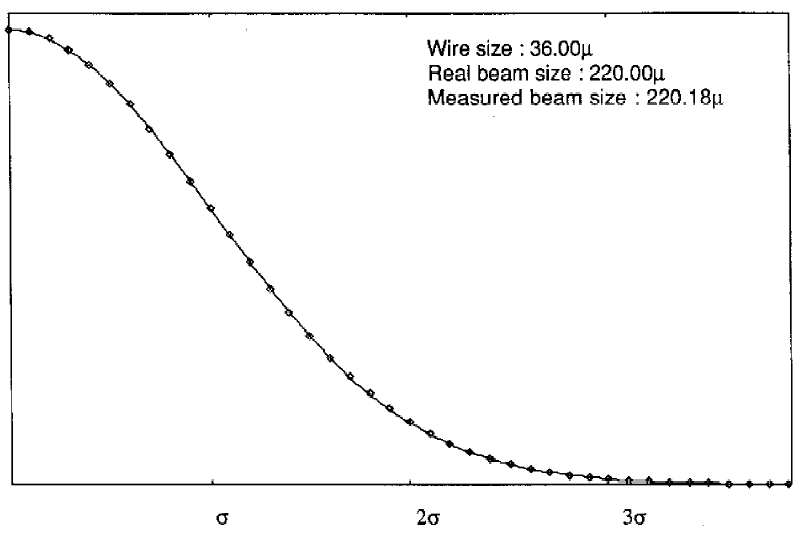 Wire size : 36.00μ
Real beam size : 220.00μ
Measured beam size : 220.18μ
σ 2σ 3σ